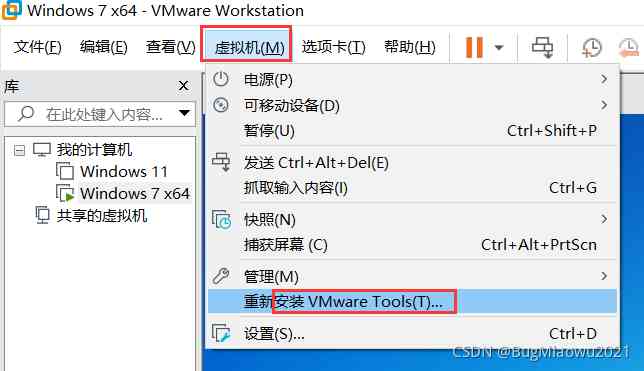 Windows 7 x64 - VMware Workstation
文件(F) 编辑(E) 查看(V) 虚拟机(M) 选项卡(T) 帮助(H)
库
在此处键入内容...
我的计算机
Windows 11
Windows 7 x64
共享的虚拟机
电源(P)
可移动设备(D)
暂停(U) Ctrl+Shift+P
发送 Ctrl+Alt+Del(E)
抓取输入内容(I) Ctrl+G
快照(N)
捕获屏幕 (C) Ctrl+Alt+PrtScn
管理(M)
重新安装 VMware Tools(T)...
设置(S)... Ctrl+D
CSDN @BugMiaowu2021